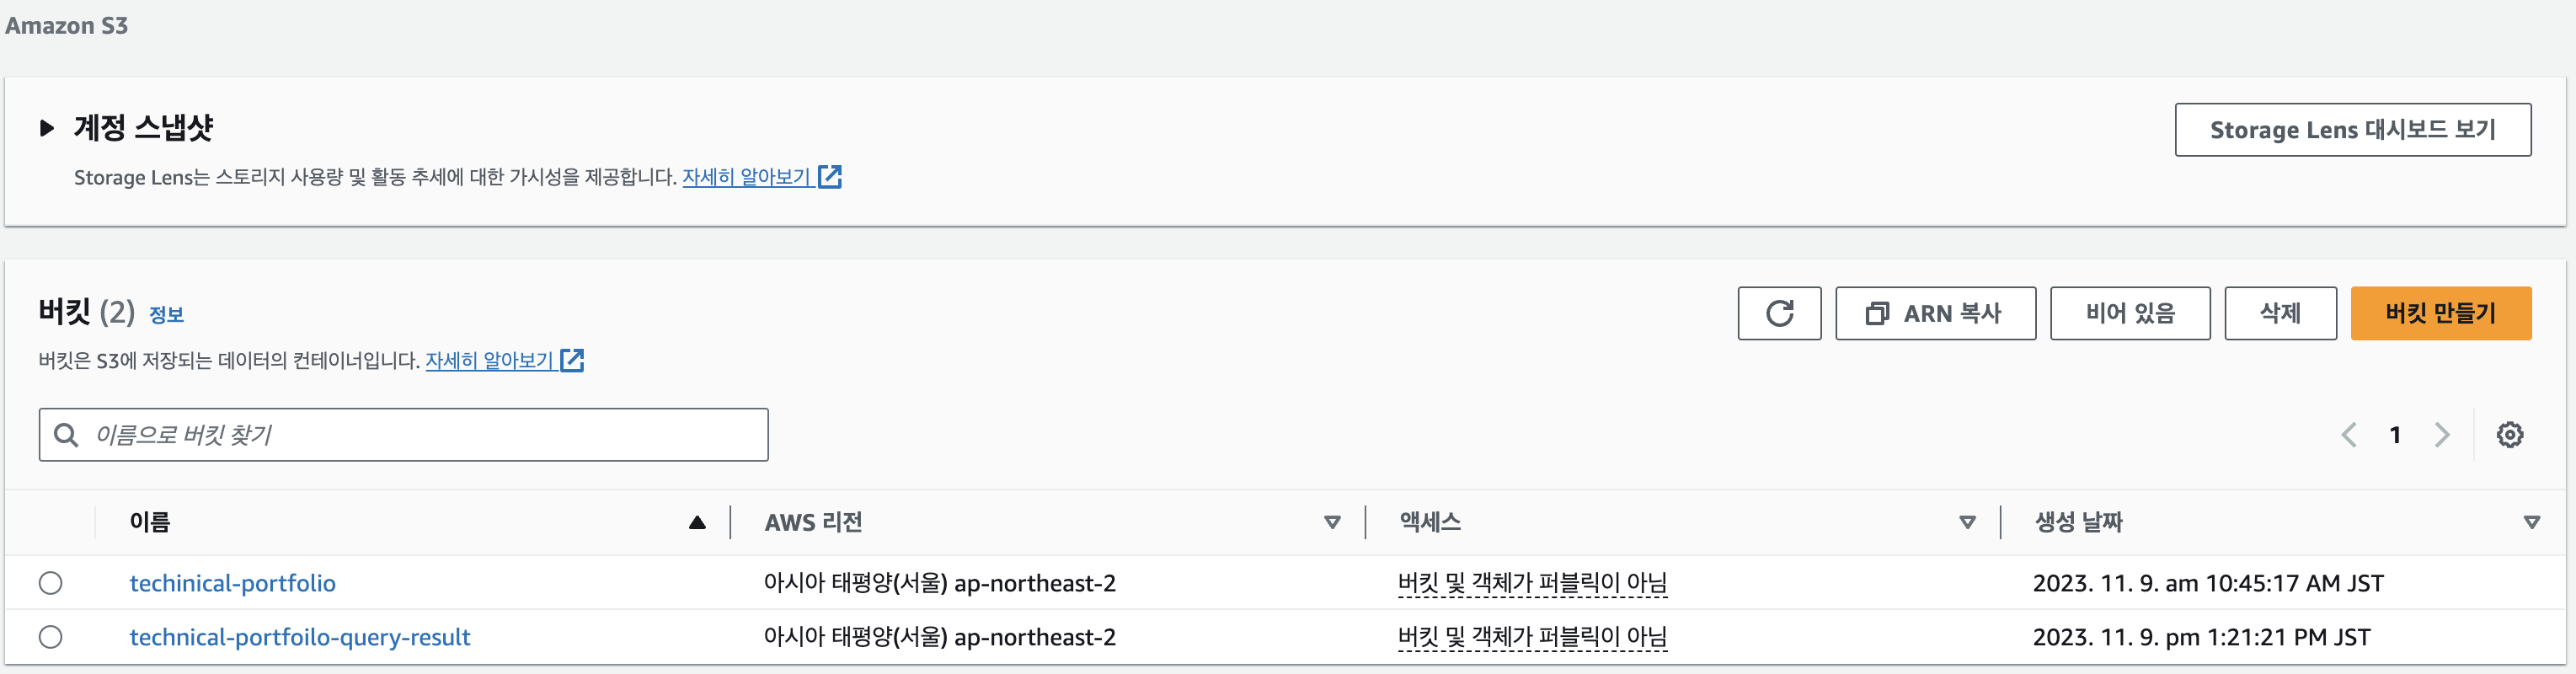 Amazon S3
계정 스냅샷
Storage Lens 대시보드 보기
Storage Lens는 스토리지 사용량 및 활동 추세에 대한 가시성을 제공합니다. 자세히 알아보기
버킷 (2) 정보
ARN 복사 비어 있음 삭제 버킷 만들기
버킷은 S3에 저장되는 데이터의 컨테이너입니다. 자세히 알아보기
이름으로 버킷 찾기
1
이름 AWS 리전 액세스 생성 날짜
techinical-portfolio 아시아 태평양(서울) ap-northeast-2 버킷 및 객체가 퍼블릭이 아님 2023. 11. 9. am 10:45:17 AM JST
technical-portfoilo-query-result 아시아 태평양(서울) ap-northeast-2 버킷 및 객체가 퍼블릭이 아님 2023. 11. 9. pm 1:21:21 PM JST